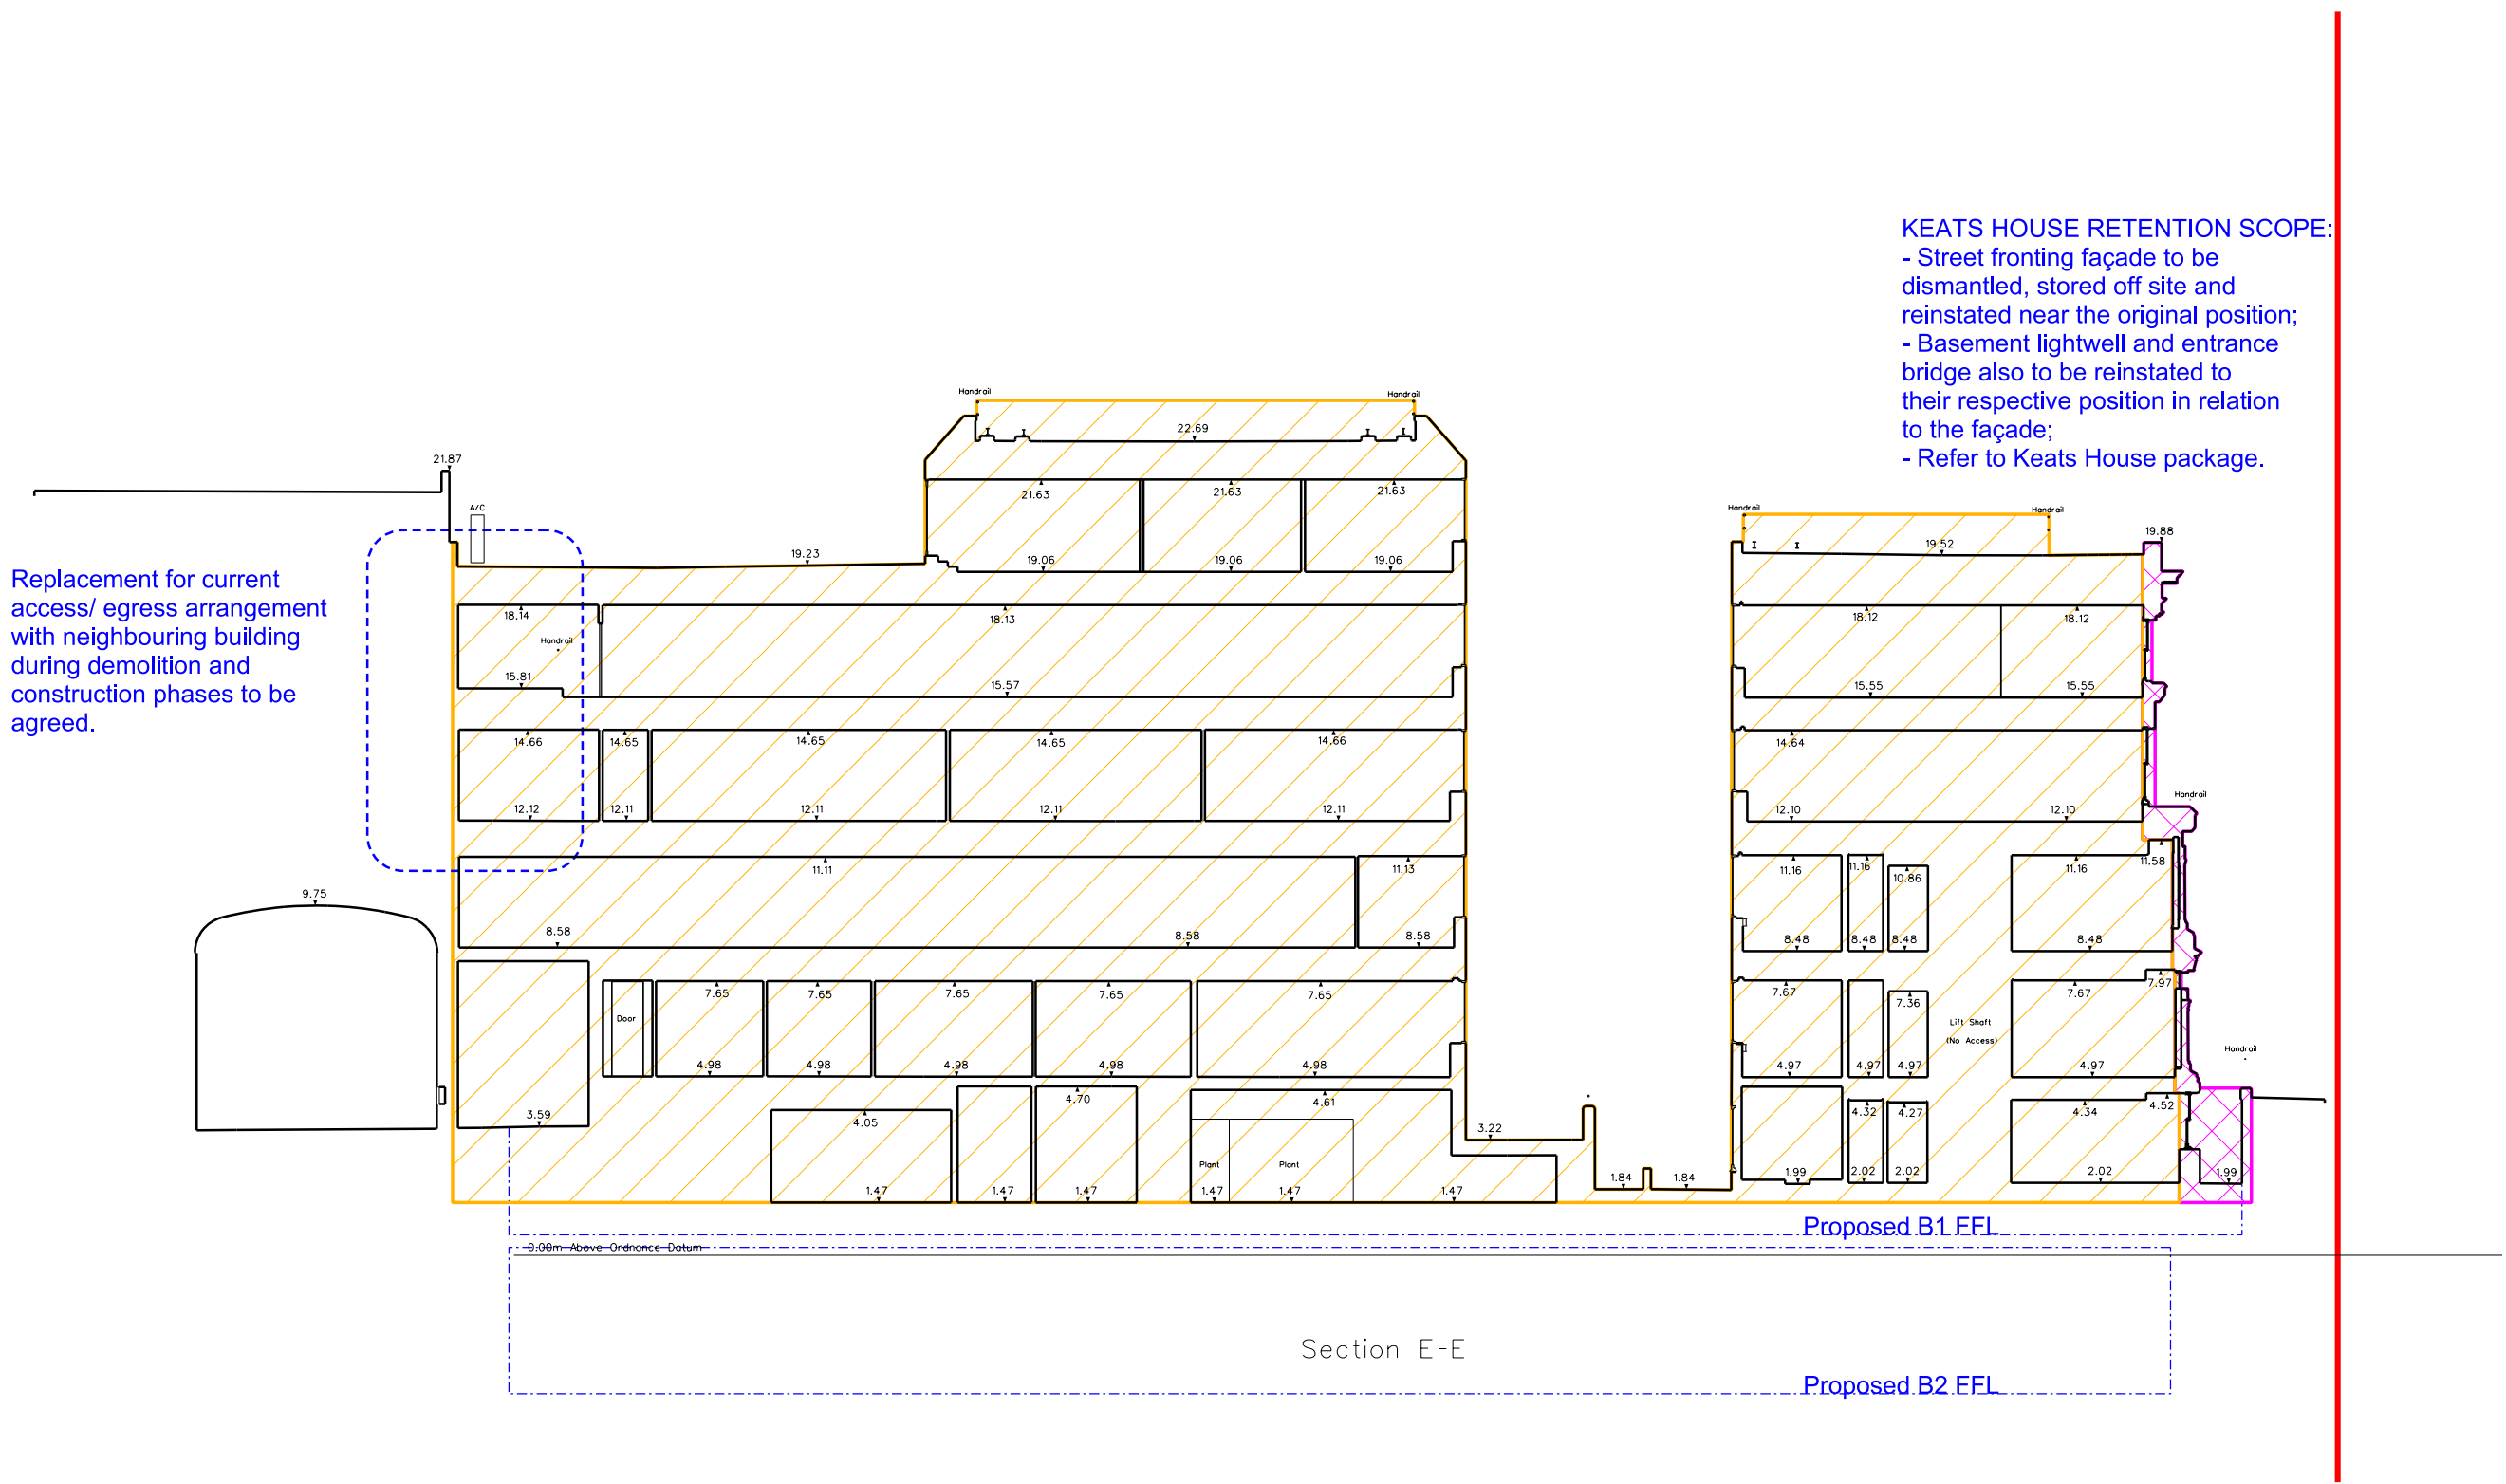 KEATS HOUSE RETENTION SCOPE:
- Street fronting façade to be
dismantled, stored off site and
reinstated near the original position;
- Basement lightwell and entrance
bridge also to be reinstated to
their respective position in relation
to the façade;
- Refer to Keats House package.
Handrail
Handrail
22.69
21.87
21.63
21.63
21.63
A/C
Handrail
Handrail
19.88
19.23
19.06
19.06
19.06
19.52
Replacement for current
access/ egress arrangement
with neighbouring building
during demolition and
construction phases to be
agreed.
18.14
Handrail
18.13
18.12
18.12
15.81
15.57
15.55
15.55
14.66
14.65
14.65
14.65
14.66
14.64
Handrail
12.12
12.11
12.11
12.11
12.11
12.10
12.10
11.11
11.13
11.16
11.16
10.86
11.16
11.58
9.75
8.58
8.58
8.58
8.48
8.48
8.48
8.48
7.65
7.65
7.65
7.65
7.65
7.67
7.36
7.67
7.97
Door
Lift Shaft
(No Access)
Handrail
4.98
4.98
4.98
4.98
4.98
4.97
4.97
4.97
4.97
3.59
4.05
4.70
4.61
3.22
4.32
4.27
4.34
4.52
Plant
Plant
1.47
1.47
1.47
1.47
1.47
1.47
1.84
1.84
1.99
2.02
2.02
2.02
1.99
Proposed B1 FFL
0.00m Above Ordnance Datum
Section E-E
Proposed B2 FFL